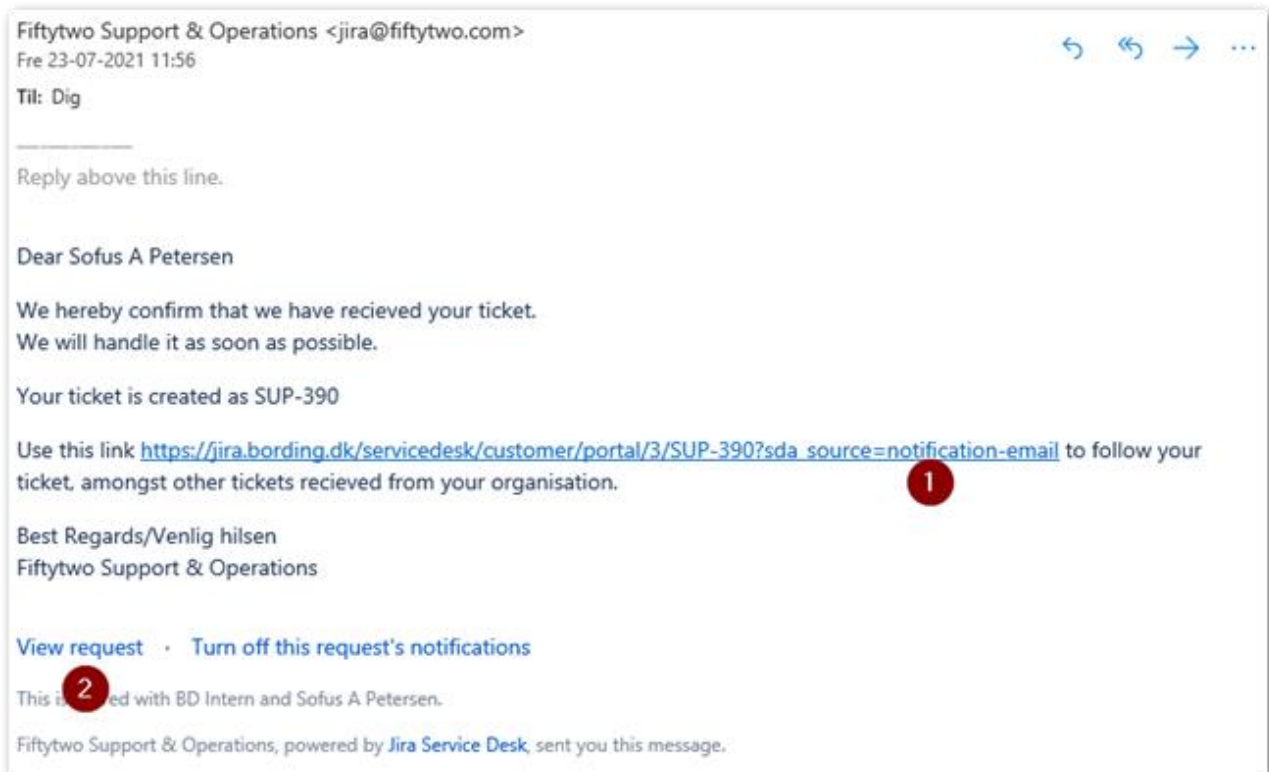 Fiftytwo Support & Operations <jira@fiftytwo.com>
Fre 23-07-2021 11:56
Til: Dig
Reply above this line.
Dear Sofus A Petersen
We hereby confirm that we have recieved your ticket.
We will handle it as soon as possible.
Your ticket is created as SUP-390
Use this link https://jira.bording.dk/servicedesk/customer/portal/3/SUP-390?sda_source=notification-email to follow your
ticket, amongst other tickets recieved from your organisation.
1
Best Regards/Venlig hilsen
Fiftytwo Support & Operations
View request · Turn off this request's notifications
2
This ed with BD Intern and Sofus A Petersen.
Fiftytwo Support & Operations, powered by Jira Service Desk, sent you this message.